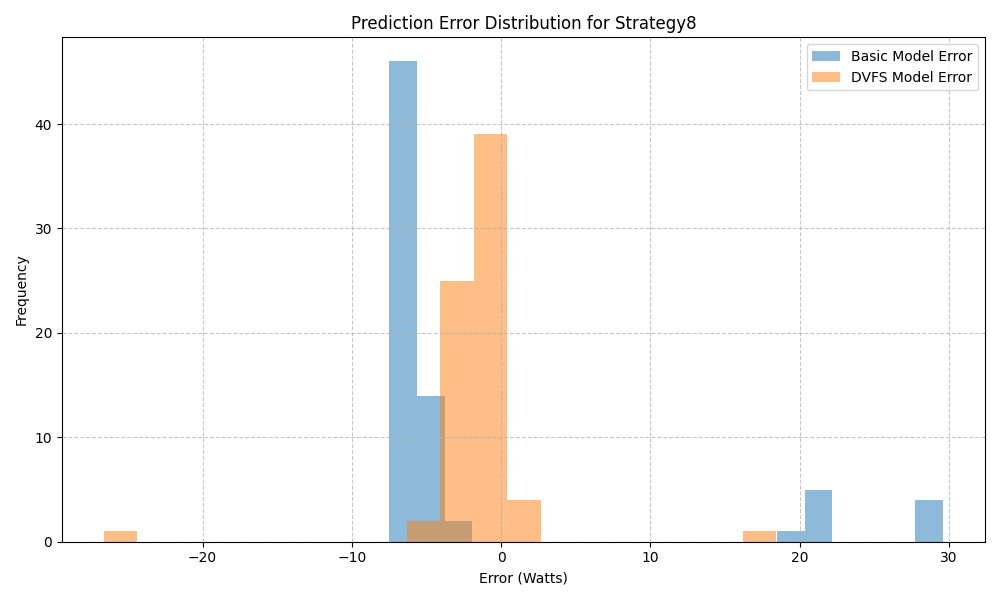 Prediction Error Distribution for Strategy8
Basic Model Error
DVFS Model Error
Frequency
40
30
20
10
0
−20
−10
0
10
20
30
Error (Watts)